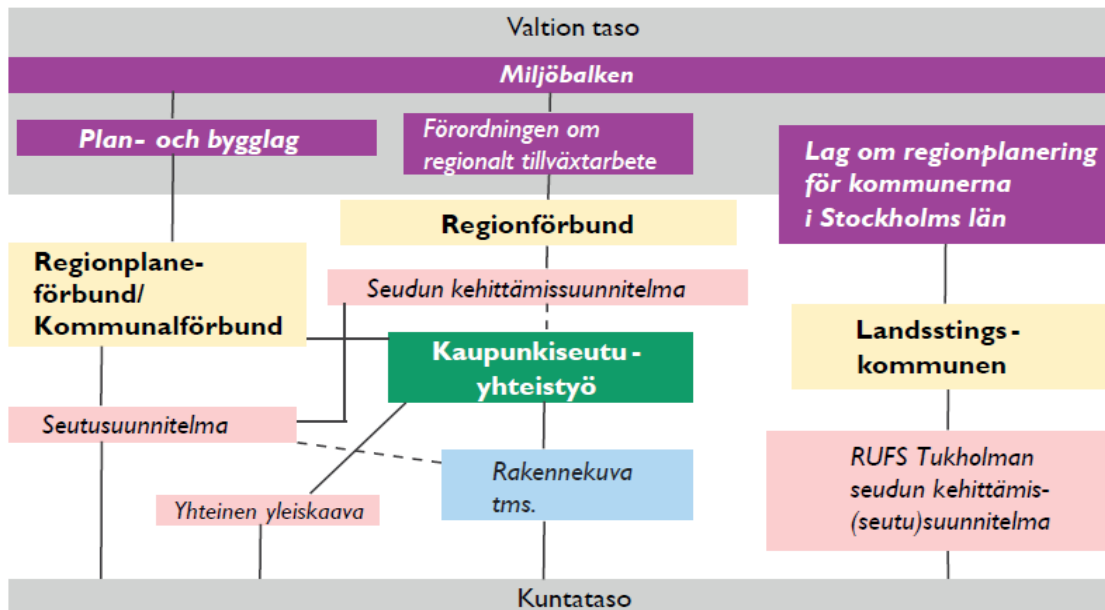 Valtion taso
Miljöbalken
Plan- och bygglag
Förordningen om
regionalt tillväxtarbete
Lag om regionplanering
för kommunerna
i Stockholms län
Regionförbund
Regionplane-
förbund/
Kommunalförbund
Seudun kehittämissuunnitelma
Kaupunkiseutu-
yhteistyö
Landsstings-
kommunen
Seutusuunnitelma
Rakennekuva
tms.
RUFS Tukholman
seudun kehittämis-
(seutu)suunnitelma
Yhteinen yleiskaava
Kuntataso